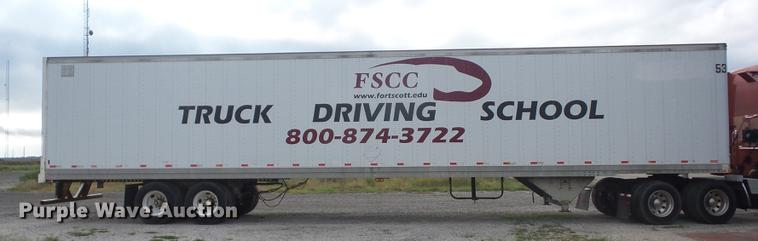 53
FSCC
www.fortscott.edu
TRUCK DRIVING SCHOOL
800-874-3722
Purple Wave Auction